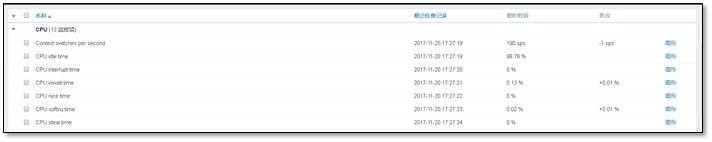 名称 最近检查记录 最新数据 更改
CPU (13 监控项)
Context switches per second 2017-11-20 17:27:18 180 sps -1 sps 图形
CPU idle time 2017-11-20 17:27:19 98.76 % 图形
CPU interrupt time 2017-11-20 17:27:20 0 % 图形
CPU iowait time 2017-11-20 17:27:21 0.13 % +0.01 % 图形
CPU nice time 2017-11-20 17:27:22 0 % 图形
CPU softirq time 2017-11-20 17:27:23 0.02 % +0.01 % 图形
CPU steal time 2017-11-20 17:27:24 0 % 图形